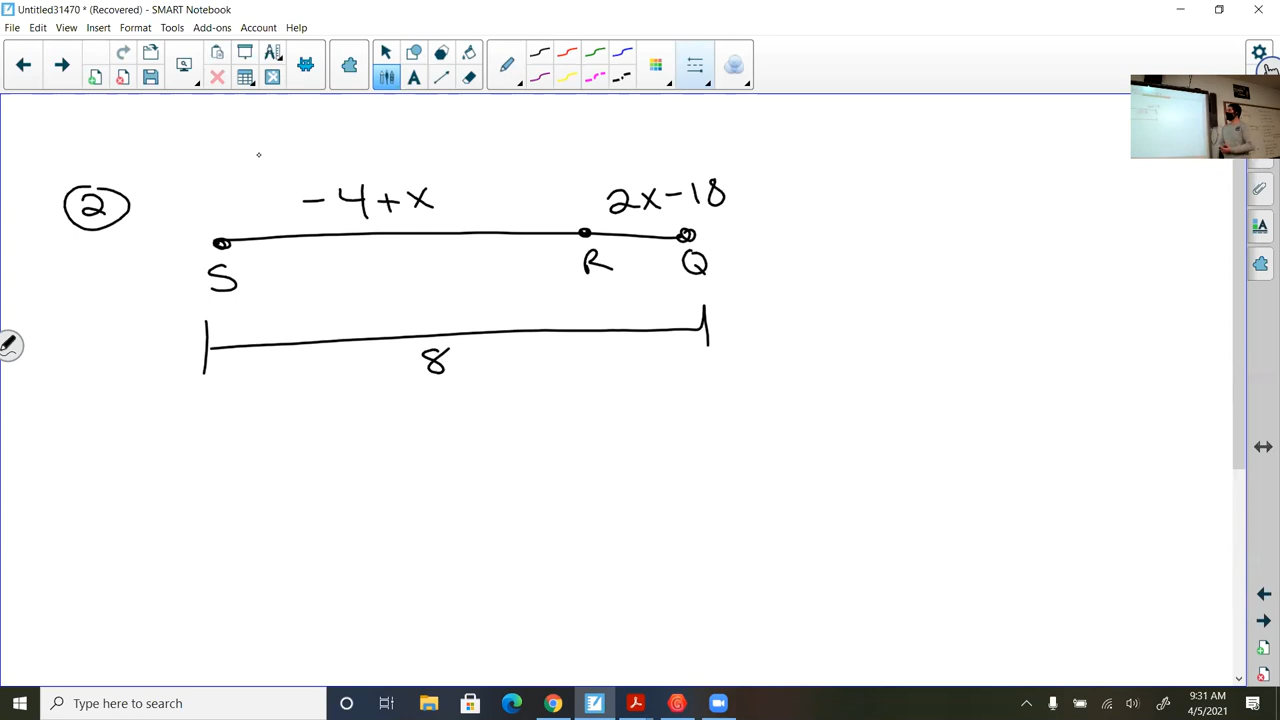 Untitled31470 * (Recovered) - SMART Notebook
File Edit View Insert Format Tools Add-ons Account Help
2
-4+x 2x-18
S R Q
8
Type here to search
9:31 AM
4/5/2021